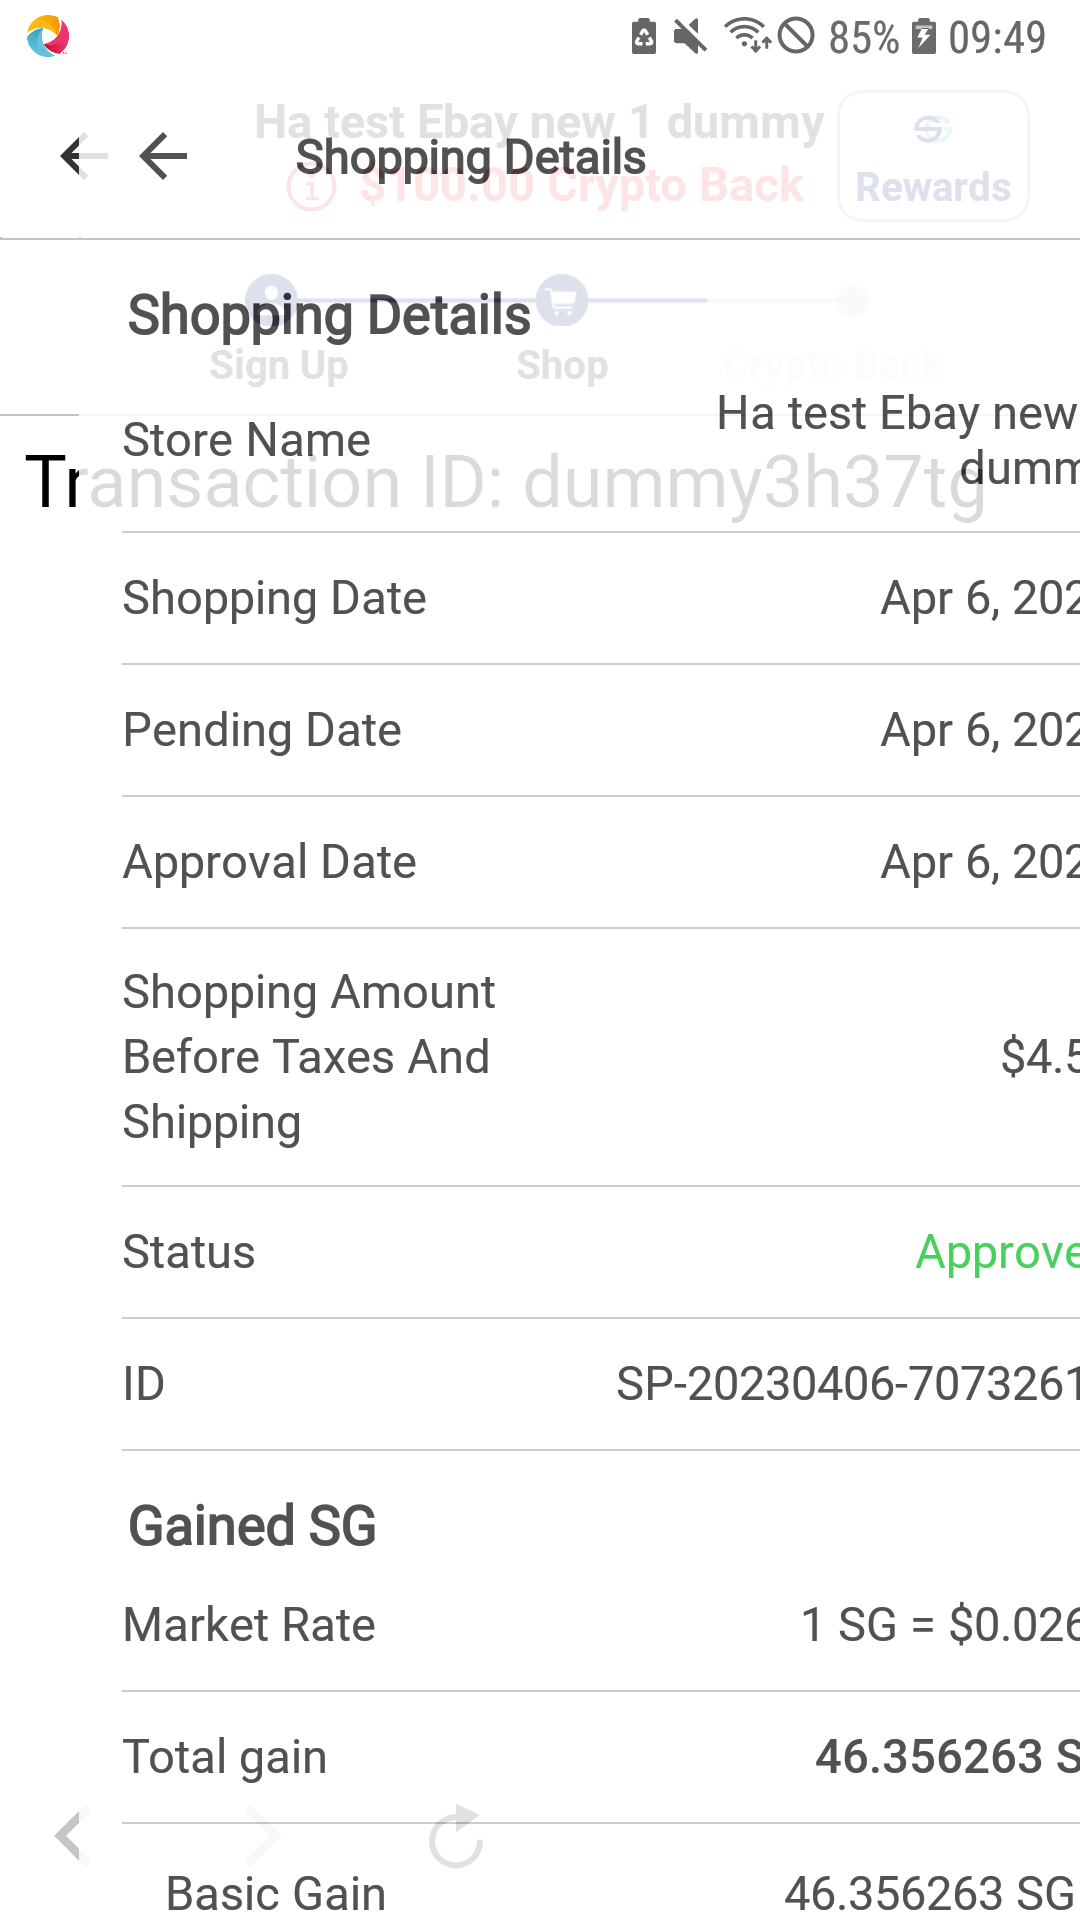 85% 09:49
Ha test Ebay new 1 dummy
Shopping Details
$100.00 Crypto Back
Rewards
Shopping Details
Sign Up Shop Crypto Back
Store Name Ha test Ebay new
dumm
Transaction ID: dummy3h37tg
Shopping Date Apr 6, 202
Pending Date Apr 6, 202
Approval Date Apr 6, 202
Shopping Amount
Before Taxes And $4.5
Shipping
Status Approve
ID SP-20230406-7073261
Gained SG
Market Rate 1 SG = $0.026
Total gain 46.356263 S
Basic Gain 46.356263 SG